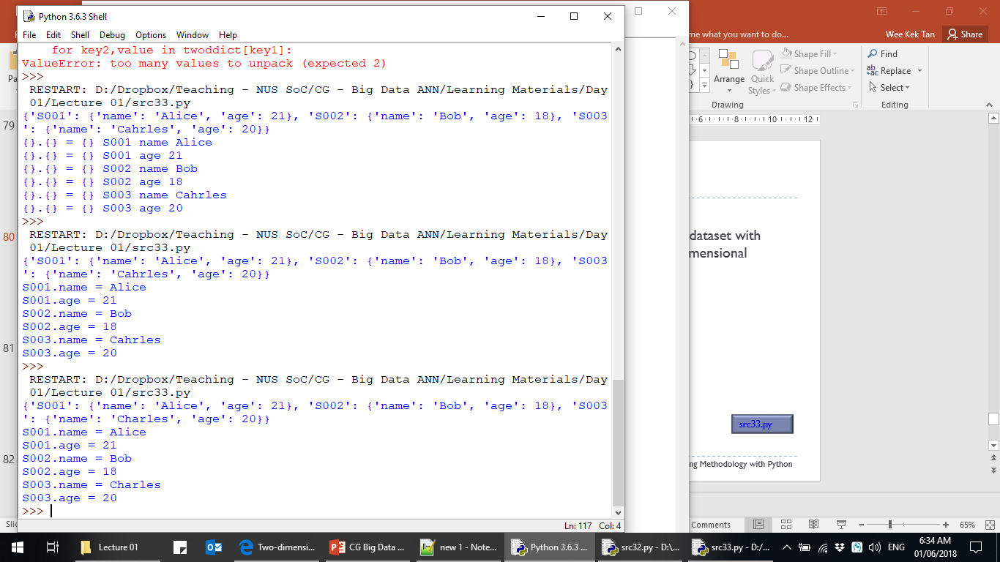 Python 3.6.3 Shell
File Edit Shell Debug Options Window Help
for key2,value in twoddict[key1]:
ValueError: too many values to unpack (expected 2)
>>>
RESTART: D:/Dropbox/Teaching - NUS SoC/CG - Big Data ANN/Learning Materials/Day
01/Lecture 01/src33.py
{'S001': {'name': 'Alice', 'age': 21}, 'S002': {'name': 'Bob', 'age': 18}, 'S003
': {'name': 'Cahrles', 'age': 20}}
{}.{} = {} S001 name Alice
{}.{} = {} S001 age 21
{}.{} = {} S002 name Bob
{}.{} = {} S002 age 18
{}.{} = {} S003 name Cahrles
{}.{} = {} S003 age 20
>>>
RESTART: D:/Dropbox/Teaching - NUS SoC/CG - Big Data ANN/Learning Materials/Day
01/Lecture 01/src33.py
{'S001': {'name': 'Alice', 'age': 21}, 'S002': {'name': 'Bob', 'age': 18}, 'S003
': {'name': 'Cahrles', 'age': 20}}
S001.name = Alice
S001.age = 21
S002.name = Bob
S002.age = 18
S003.name = Cahrles
S003.age = 20
>>>
RESTART: D:/Dropbox/Teaching - NUS SoC/CG - Big Data ANN/Learning Materials/Day
01/Lecture 01/src33.py
{'S001': {'name': 'Alice', 'age': 21}, 'S002': {'name': 'Bob', 'age': 18}, 'S003
': {'name': 'Charles', 'age': 20}}
S001.name = Alice
S001.age = 21
S002.name = Bob
S002.age = 18
S003.name = Charles
S003.age = 20
>>>
Ln: 117 Col: 4
79
80
81
82
me what you want to do...
Wee Kek Tan
Share
Arrange
Quick
Styles
Shape Fill
Shape Outline
Shape Effects
Drawing
Find
Replace
Select
Editing
6 8 10 12
dataset with
mensional
src33.py
ng Methodology with Python
Comments
65%
Lecture 01
Two-dimensi...
CG Big Data ...
new 1 - Note...
Python 3.6.3 ...
src32.py - D:\...
src33.py - D:/...
ENG
6:34 AM
01/06/2018